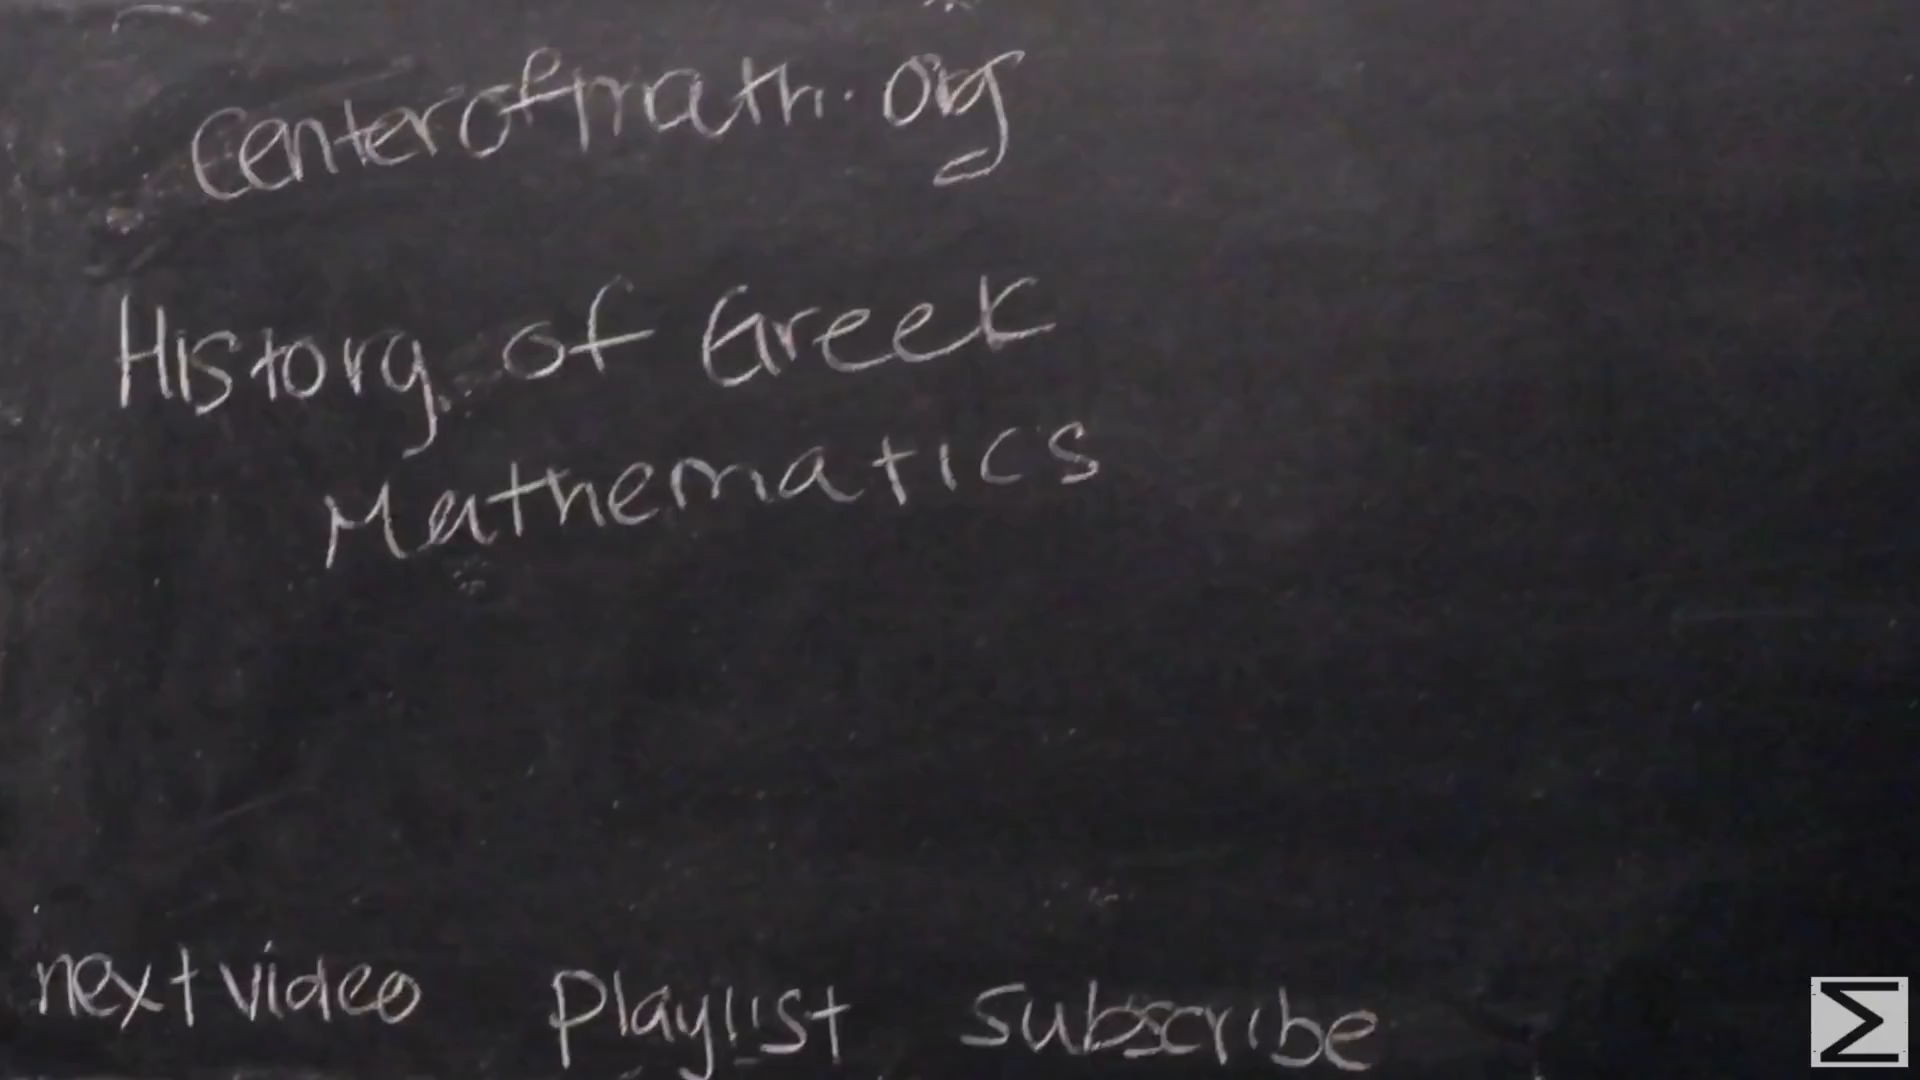 Centerofmath.org
History of Greek
Mathematics
next video playlist subscribe
Σ